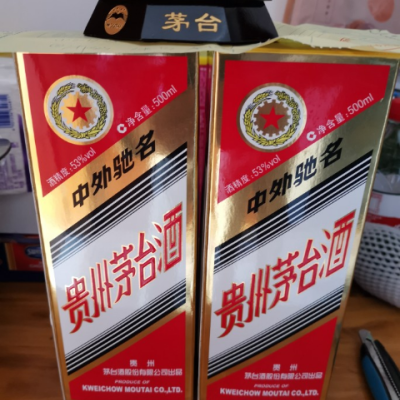 茅台
℮净含量:500ml
酒精度:53%vol
中外驰名
贵州茅台酒
贵州
茅台酒股份有限公司出品
PRODUCE OF
KWEICHOW MOUTAI CO.,LTD.
℮净含量:500ml
酒精度:53%vol
中外驰名
贵州茅台酒
贵州
茅台酒股份有限公司出品
PRODUCE OF
KWEICHOW MOUTAI CO.,LTD.